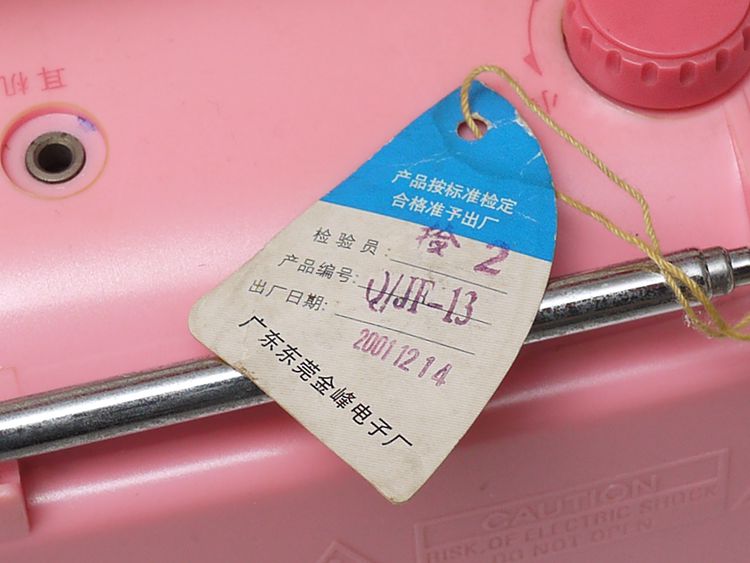 耳机
小
产品按标准检定
合格准予出厂
检验员: 检 2
产品编号: Q/JF-13
出厂日期: 20011214
广东东莞金峰电子厂
CAUTION
RISK OF ELECTRIC SHOCK
DO NOT OPEN